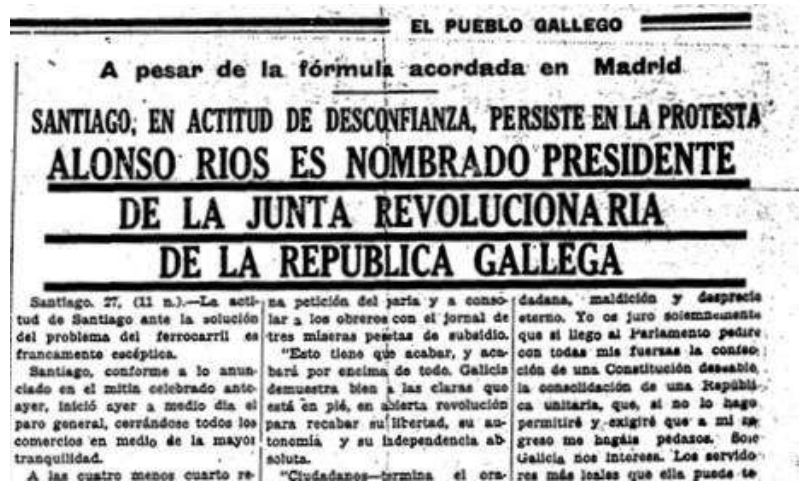 EL PUEBLO GALLEGO
A pesar de la fórmula acordada en Madrid
SANTIAGO, EN ACTITUD DE DESCONFIANZA, PERSISTE EN LA PROTESTA
ALONSO RIOS ES NOMBRADO PRESIDENTE
DE LA JUNTA REVOLUCIONARIA
DE LA REPUBLICA GALLEGA
Santiago. 27, (11 n.).—La acti-
tud de Santiago ante la solución
del problema del ferrocarril es
francamente escéptica.
Santiago, conforme a lo anun-
ciado en el mitin celebrado ante-
ayer, inició ayer a medio dia el
paro general, cerrándose todos los
comercios en medio de la mayor
tranquilidad.
A las cuatro menos cuarto re-
na petición del paria y a conso-
lar a los obreros con el jornal de
tres míseras pesetas de subsidio.
"Esto tiene que acabar, y aca-
bará por encima de todo. Galicia
demuestra bien a las claras que
está en pié, en abierta revolución
para recabar su libertad, su au-
tonomía y su independencia ab-
soluta.
"Ciudadanos—termina el ora-
dadana, maldición y desprecio
eterno. Yo os juro solemnemente
que si llego al Parlamento pediré
con todas mis fuerzas la confec-
ción de una Constitución deseable,
la consolidación de una Repúbli-
ca unitaria, que, si no lo hago
permitiré y exigiré que a mi re-
greso me hagáis pedazos. Solo
Galicia nos interesa. Los servido-
res más leales que ella puede te-